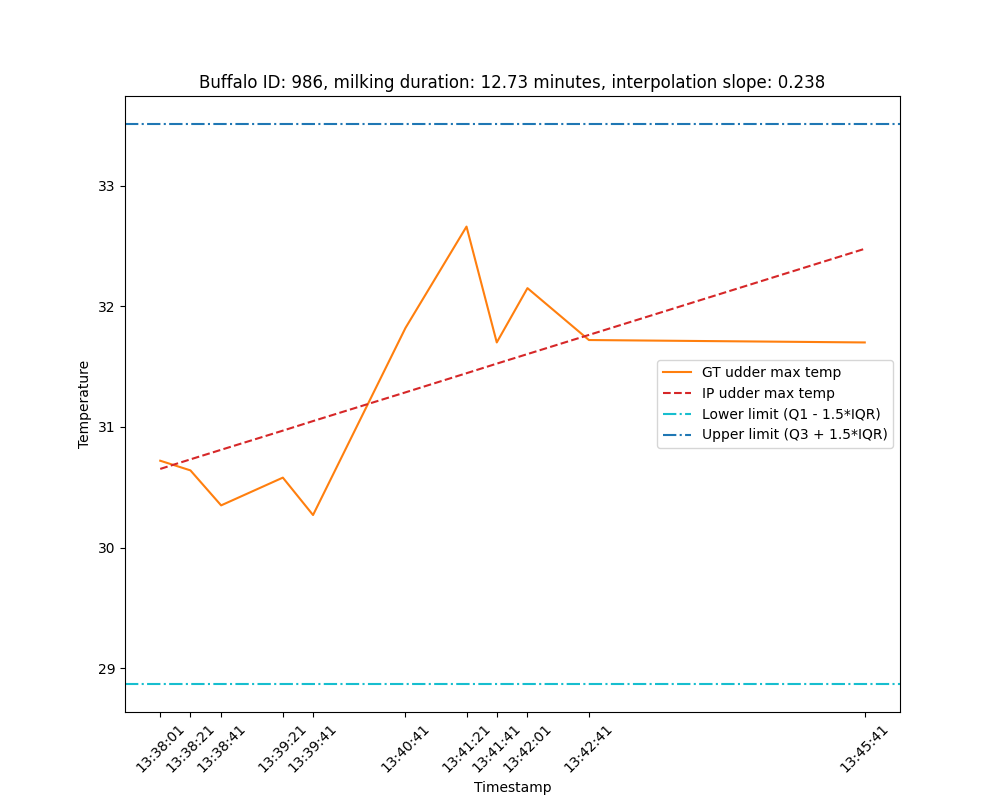 Buffalo ID: 986, milking duration: 12.73 minutes, interpolation slope: 0.238
33
32
31
30
29
Temperature
GT udder max temp
IP udder max temp
Lower limit (Q1 - 1.5*IQR)
Upper limit (Q3 + 1.5*IQR)
13:38:01
13:38:21
13:38:41
13:39:21
13:39:41
13:40:41
13:41:21
13:41:41
13:42:01
13:42:41
13:45:41
Timestamp